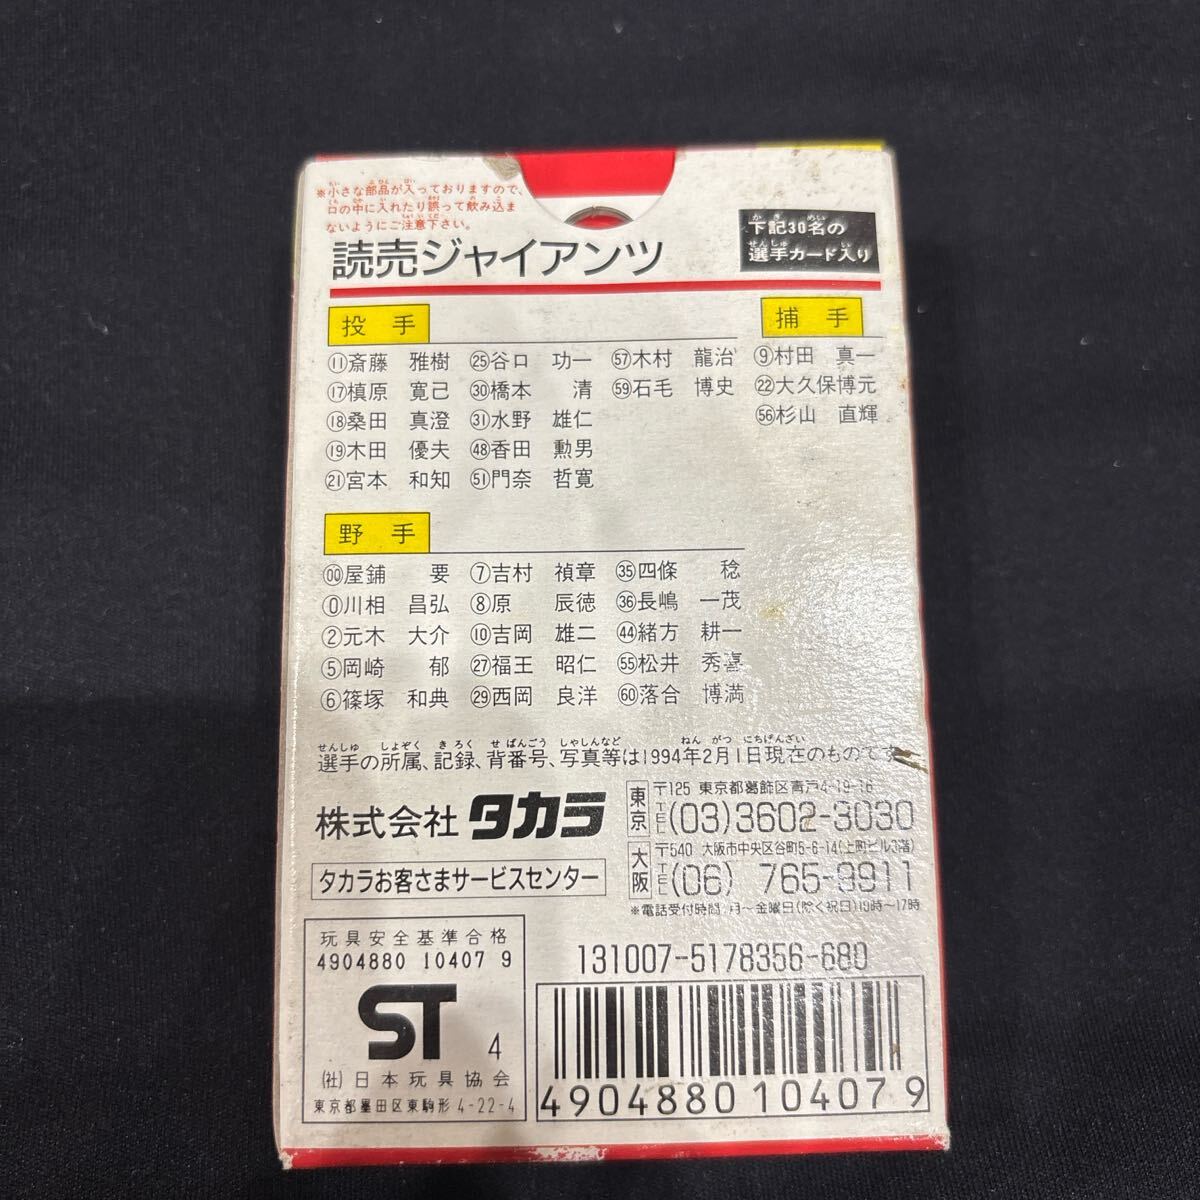 ※小さな部品が入っておりますので、
口の中に入れたり誤って飲み込ま
ないようにご注意下さい。
読売ジャイアンツ
下記30名の
選手カード入り
投手
⑪斎藤 雅樹
⑰槙原 寛己
⑱桑田 真澄
⑲木田 優夫
㉑宮本 和知
㉕谷口 功一
㉚橋本 清
㉛水野 雄仁
㊽香田 勲男
51門奈 哲寛
57木村 龍治
59石毛 博史
捕手
⑨村田 真一
㉒大久保博元
56杉山 直輝
野手
00屋鋪 要
⓪川相 昌弘
②元木 大介
⑤岡崎 郁
⑥篠塚 和典
⑦吉村 禎章
⑧原 辰徳
⑩吉岡 雄二
㉗福王 昭仁
㉙西岡 良洋
㉟四條 稔
㊱長嶋 一茂
㊹緒方 耕一
55松井 秀喜
60落合 博満
選手の所属、記録、背番号、写真等は1994年2月1日現在のものです
株式会社 タカラ
タカラお客さまサービスセンター
東京 〒125 東京都葛飾区青戸4-19-16
TEL(03)3602-3030
大阪 〒540 大阪市中央区谷町5-6-14(上町ビル3階)
TEL(06) 765-9911
※電話受付時間 月〜金曜日(除く祝日)10時〜17時
玩具安全基準合格
4904880 10407 9
ST 4
(社)日本玩具協会
東京都墨田区東駒形 4-22-4
131007-5178356-680
4904880104079